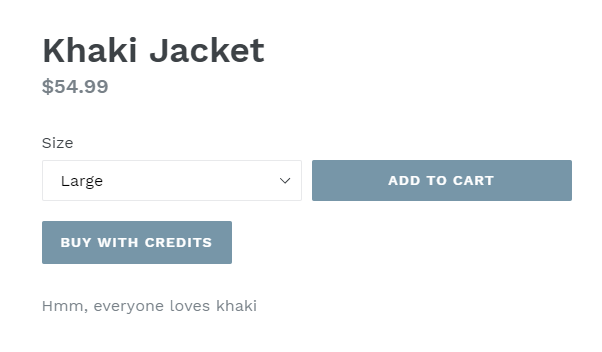 Khaki Jacket
$54.99
Size
Large
ADD TO CART
BUY WITH CREDITS
Hmm, everyone loves khaki